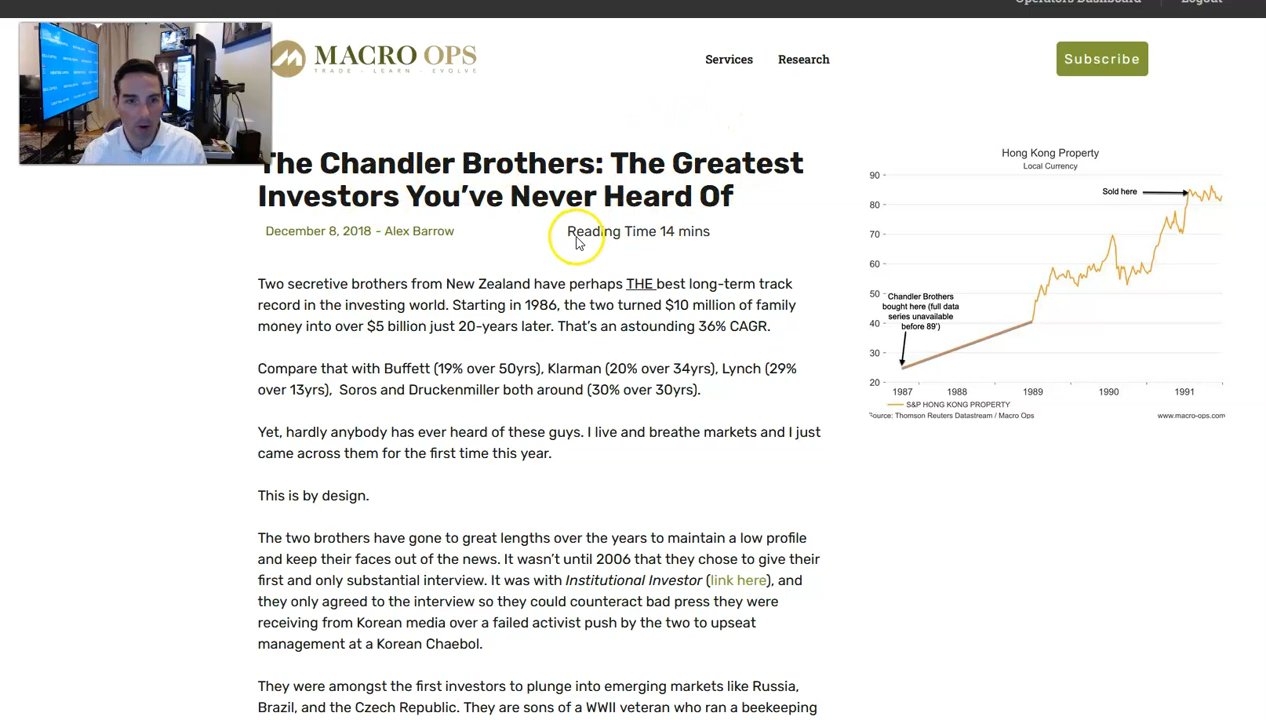 Operators Dashboard
Logout
MACRO OPS
TRADE · LEARN · EVOLVE
Services
Research
Subscribe
The Chandler Brothers: The Greatest
Investors You’ve Never Heard Of
December 8, 2018 - Alex Barrow
Reading Time 14 mins
Two secretive brothers from New Zealand have perhaps THE best long-term track
record in the investing world. Starting in 1986, the two turned $10 million of family
money into over $5 billion just 20-years later. That’s an astounding 36% CAGR.
Compare that with Buffett (19% over 50yrs), Klarman (20% over 34yrs), Lynch (29%
over 13yrs), Soros and Druckenmiller both around (30% over 30yrs).
Yet, hardly anybody has ever heard of these guys. I live and breathe markets and I just
came across them for the first time this year.
This is by design.
The two brothers have gone to great lengths over the years to maintain a low profile
and keep their faces out of the news. It wasn’t until 2006 that they chose to give their
first and only substantial interview. It was with Institutional Investor (link here), and
they only agreed to the interview so they could counteract bad press they were
receiving from Korean media over a failed activist push by the two to upseat
management at a Korean Chaebol.
They were amongst the first investors to plunge into emerging markets like Russia,
Brazil, and the Czech Republic. They are sons of a WWII veteran who ran a beekeeping
Hong Kong Property
Local Currency
90
80
70
60
50
40
30
20
Sold here
Chandler Brothers
bought here (full data
series unavailable
before 89’)
1987
1988
1989
1990
1991
S&P HONG KONG PROPERTY
Source: Thomson Reuters Datastream / Macro Ops
www.macro-ops.com